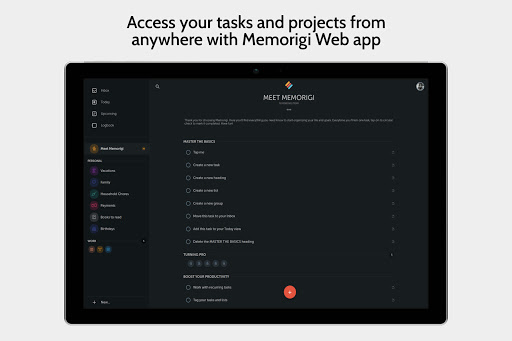 Access your tasks and projects from
anywhere with Memorigi Web app
Inbox
Today
Upcoming
Logbook
Meet Memorigi
PERSONAL
Vacations
Family
Household Chores
Payments
Books to read
Birthdays
WORK
New...
MEET MEMORIGI
MASTER THE BASICS
Tap me
Create a new task
Create a new heading
Create a new list
Create a new group
Move this task to your Inbox
Add this task to your Today view
Delete the MASTER THE BASICS heading
TURNING PRO
BOOST YOUR PRODUCTIVITY
Work with recurring tasks
Tag your tasks and lists